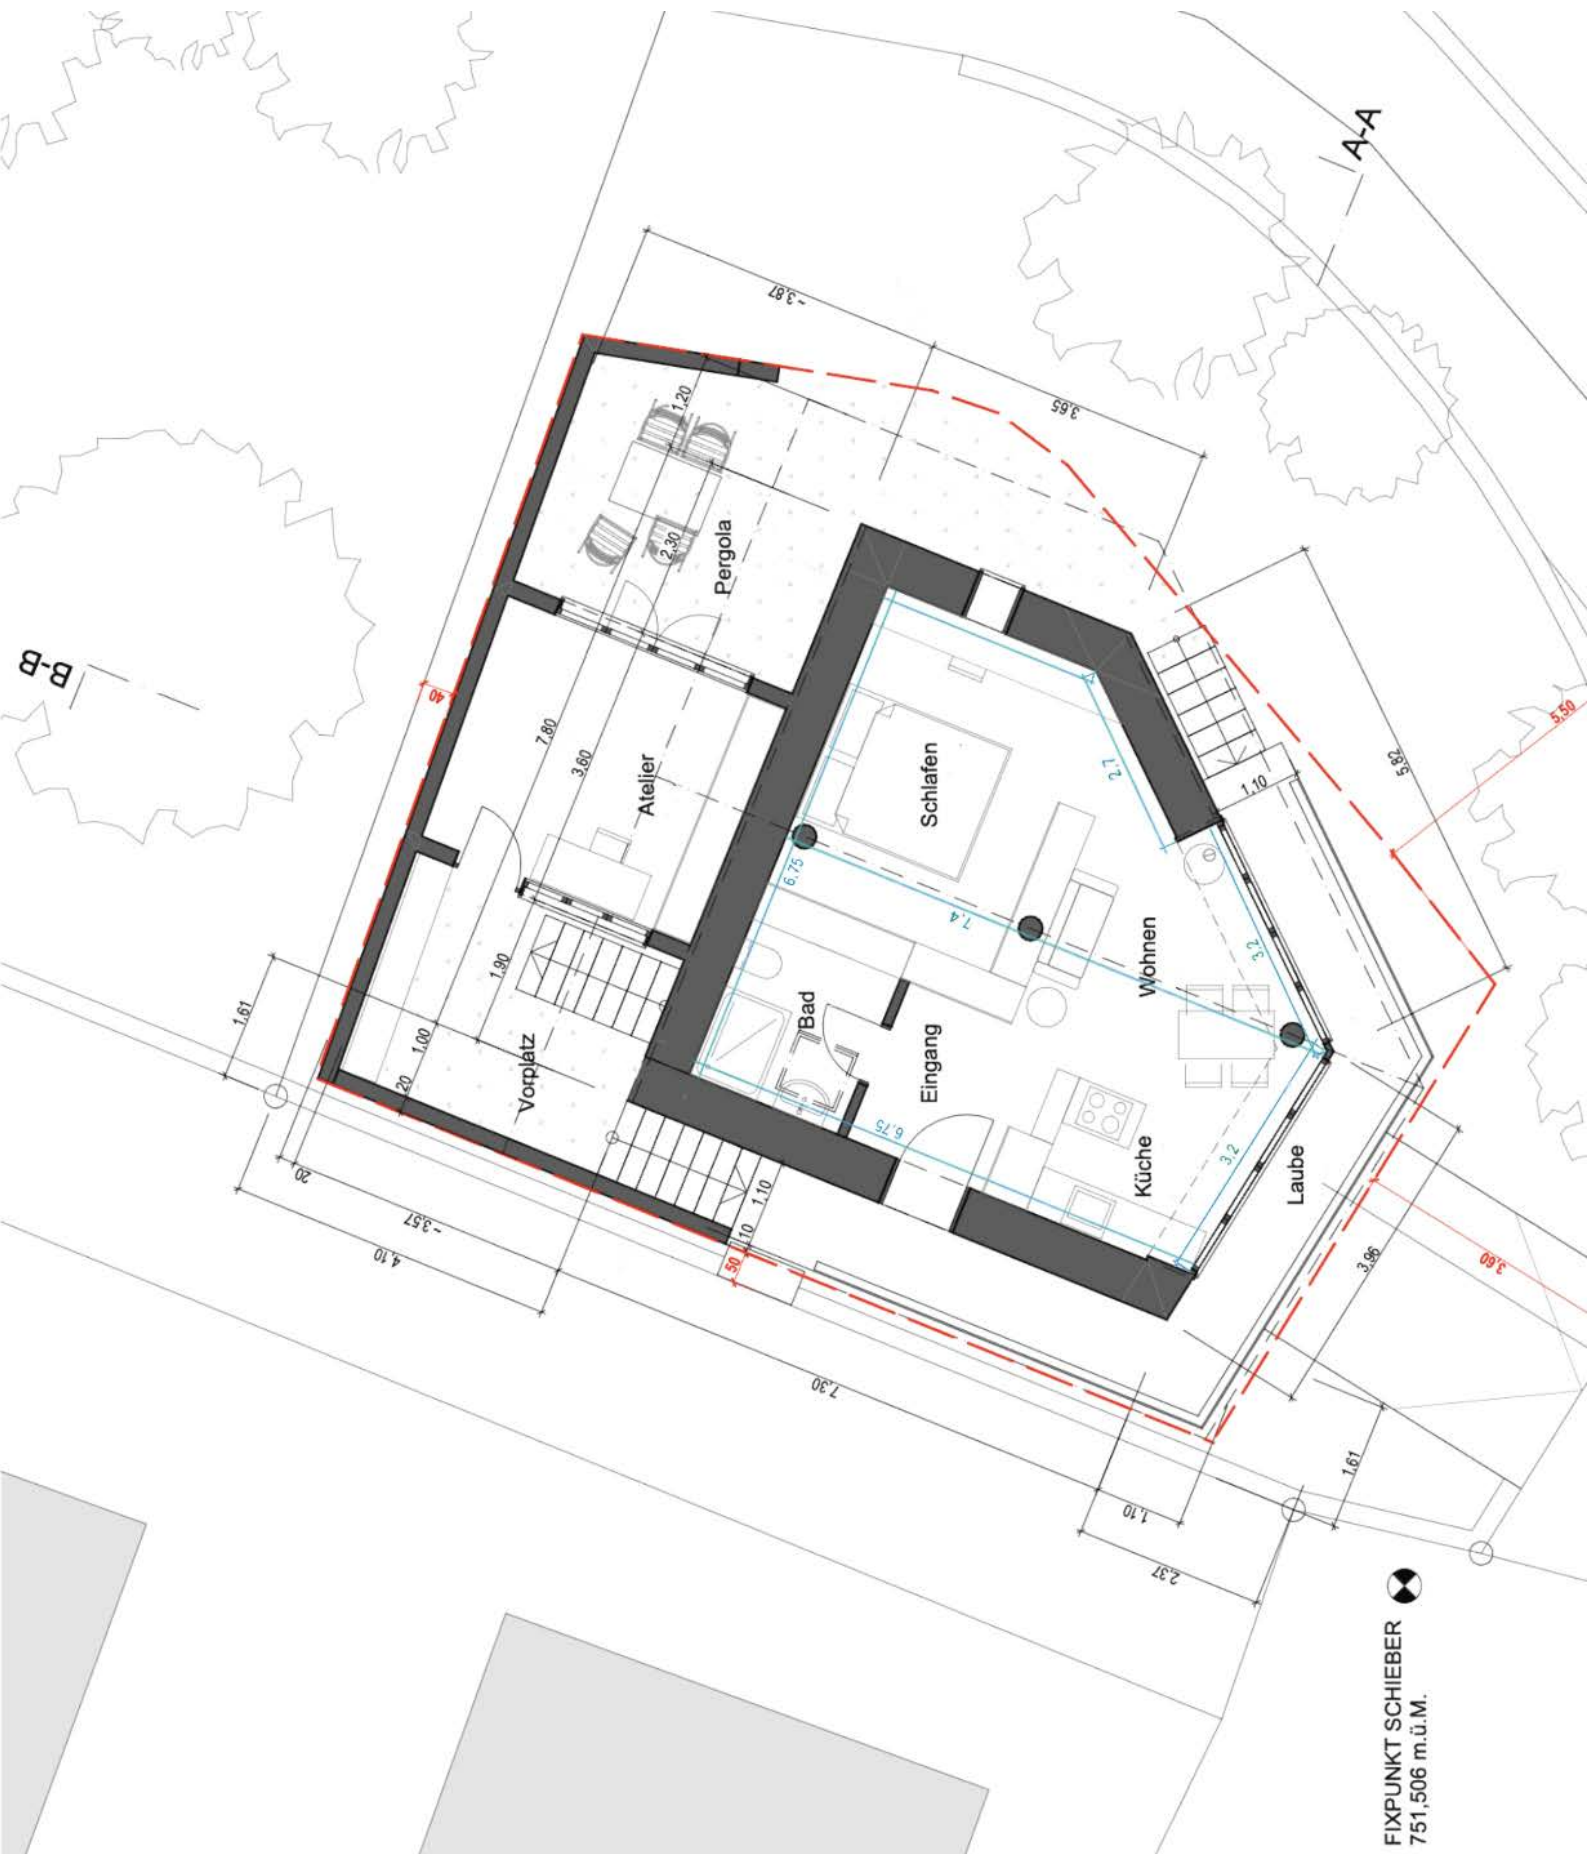 B-B
A-A
~3,87
1,20
3,65
40
7,80
2,30
Pergola
3,60
Atelier
5,50
5,82
2,7
Schlafen
1,10
6,75
7,4
3,2
Wohnen
1,61
1,90
1,00
20
Vorplatz
Bad
Eingang
6,75
Küche
3,2
Laube
20
~3,57
4,10
1,10
10
50
3,96
3,60
7,30
1,61
1,10
2,37
FIXPUNKT SCHIEBER
751,506 m.ü.M.